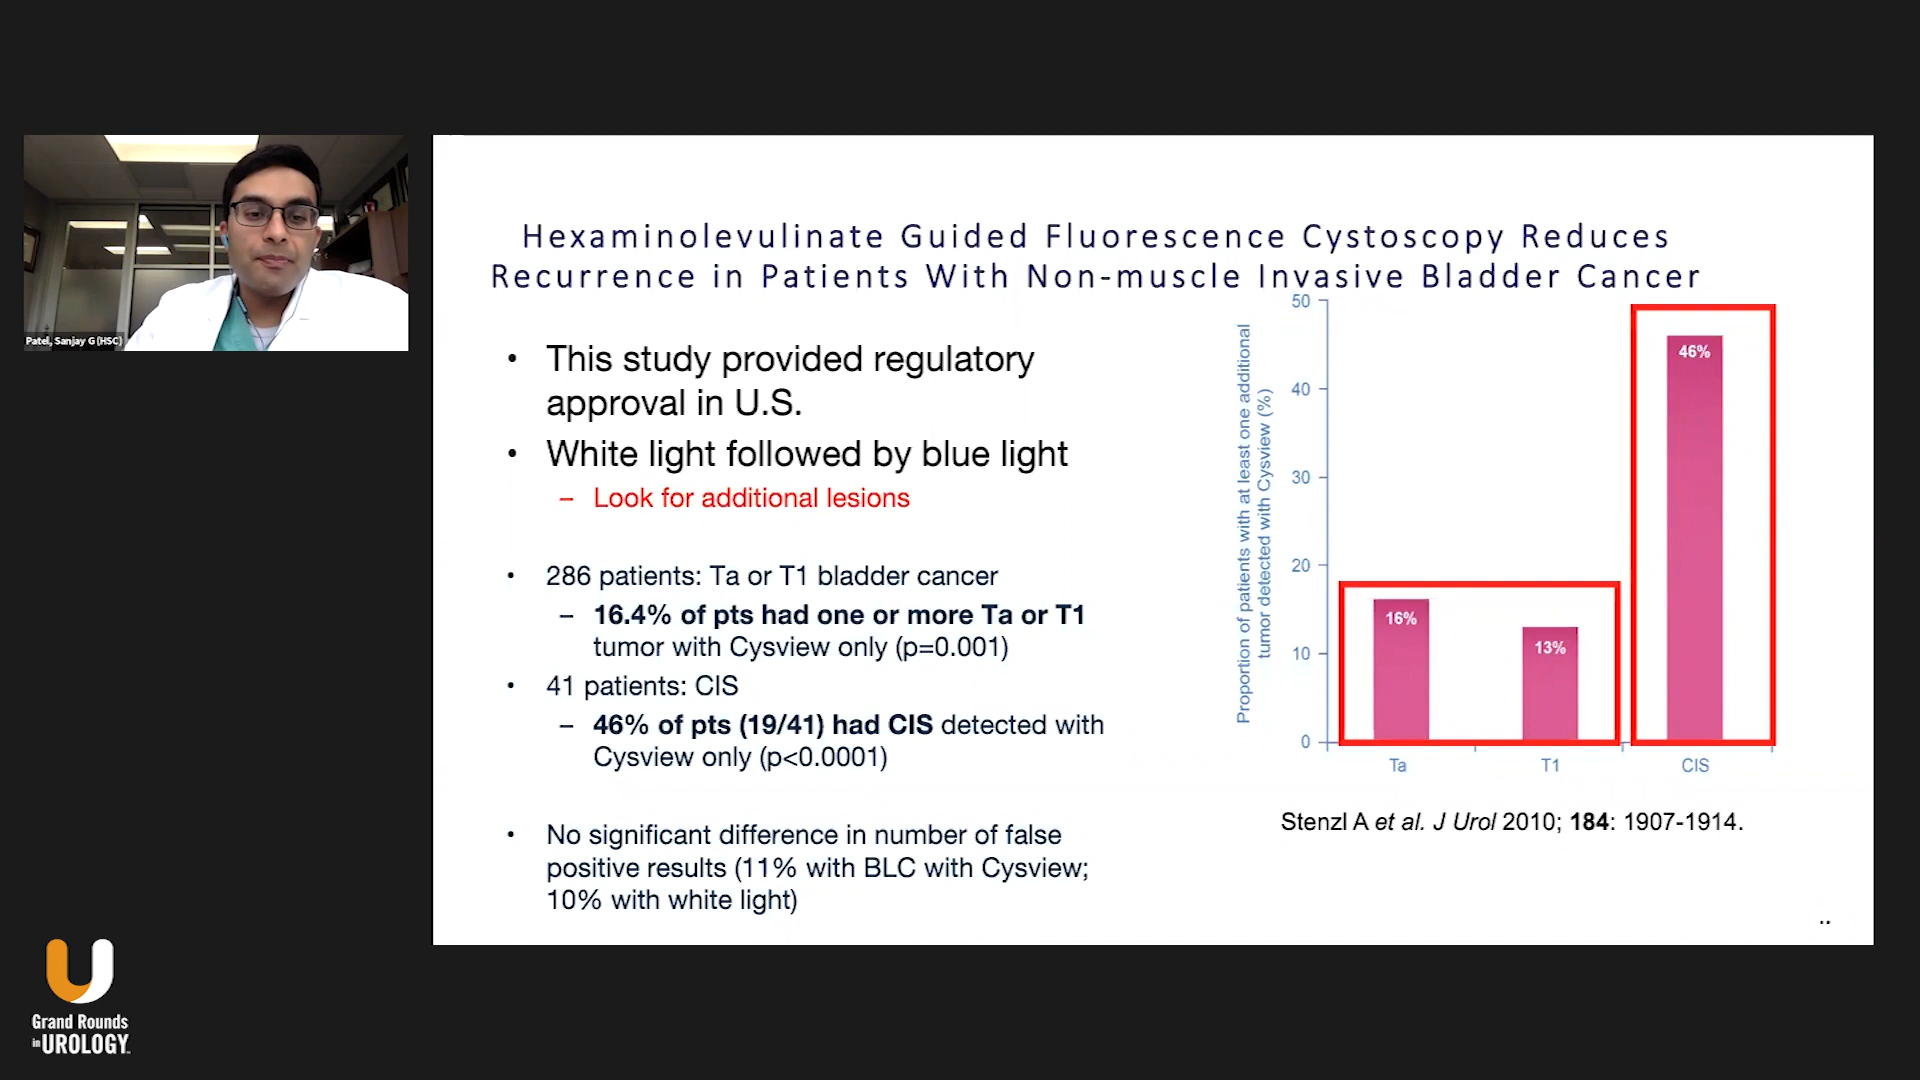 Patel, Sanjay G (HSC)
Hexaminolevulinate Guided Fluorescence Cystoscopy Reduces
Recurrence in Patients With Non-muscle Invasive Bladder Cancer
• This study provided regulatory
approval in U.S.
• White light followed by blue light
– Look for additional lesions
• 286 patients: Ta or T1 bladder cancer
– 16.4% of pts had one or more Ta or T1
tumor with Cysview only (p=0.001)
• 41 patients: CIS
– 46% of pts (19/41) had CIS detected with
Cysview only (p<0.0001)
• No significant difference in number of false
positive results (11% with BLC with Cysview;
10% with white light)
Proportion of patients with at least one additional
tumor detected with Cysview (%)
50
40
30
20
10
0
16%
13%
46%
Ta
T1
CIS
Stenzl A et al. J Urol 2010; 184: 1907-1914.
..
Grand Rounds
in UROLOGY